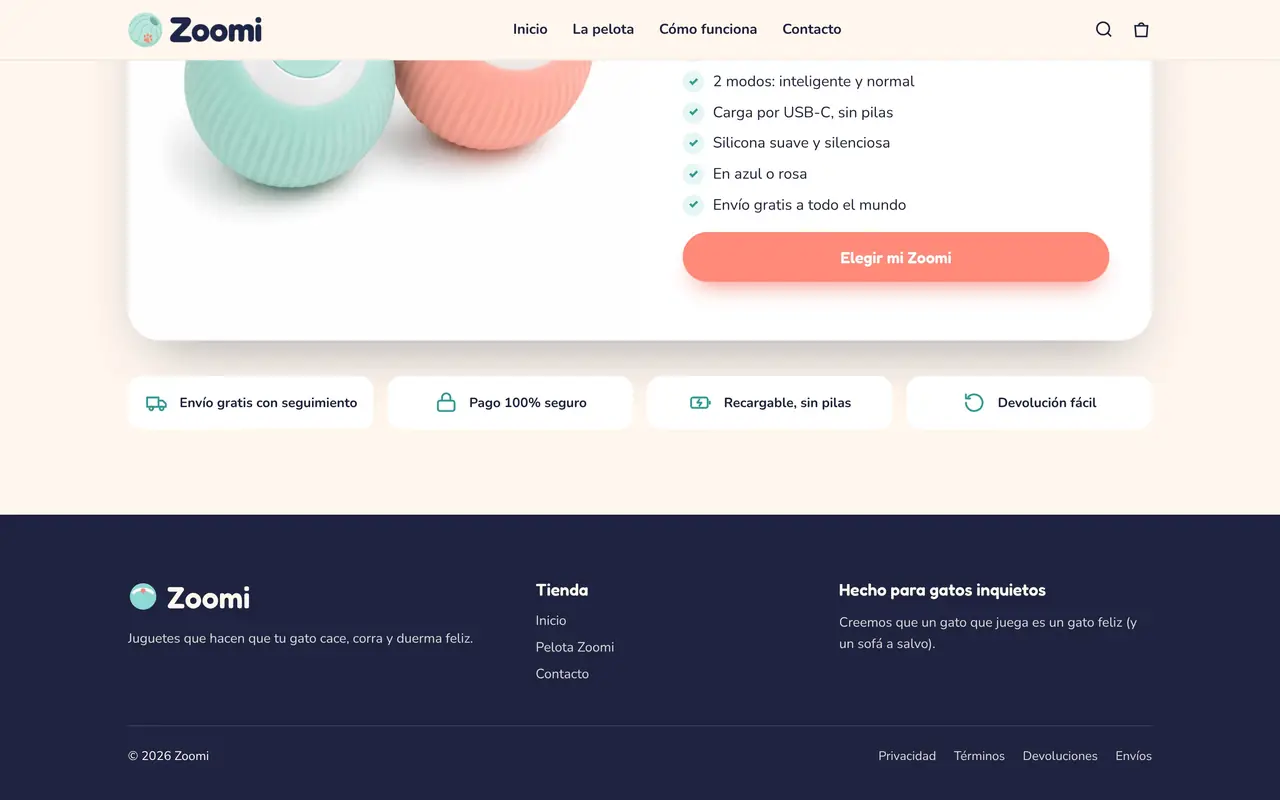 Zoomi
Inicio
La pelota
Cómo funciona
Contacto
2 modos: inteligente y normal
Carga por USB-C, sin pilas
Silicona suave y silenciosa
En azul o rosa
Envío gratis a todo el mundo
Elegir mi Zoomi
Envío gratis con seguimiento
Pago 100% seguro
Recargable, sin pilas
Devolución fácil
Zoomi
Juguetes que hacen que tu gato cace, corra y duerma feliz.
Tienda
Inicio
Pelota Zoomi
Contacto
Hecho para gatos inquietos
Creemos que un gato que juega es un gato feliz (y
un sofá a salvo).
© 2026 Zoomi
Privacidad
Términos
Devoluciones
Envíos